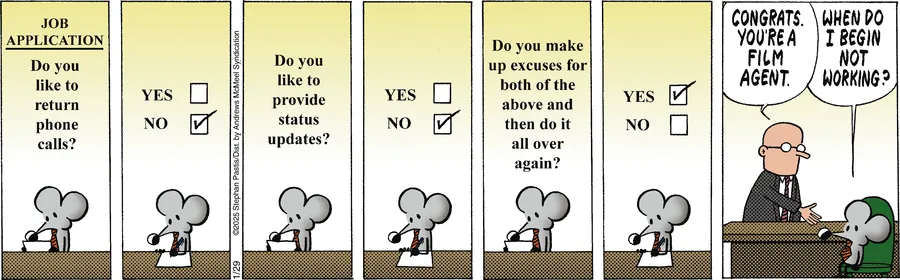 JOB
APPLICATION
Do you
like to
return
phone
calls?
YES
NO
©2025 Stephan Pastis/Dist. by Andrews McMeel Syndication
1/29
Do you
like to
provide
status
updates?
YES
NO
Do you make
up excuses for
both of the
above and
then do it
all over
again?
YES
NO
CONGRATS.
YOU'RE A
FILM
AGENT.
WHEN DO
I BEGIN
NOT
WORKING?